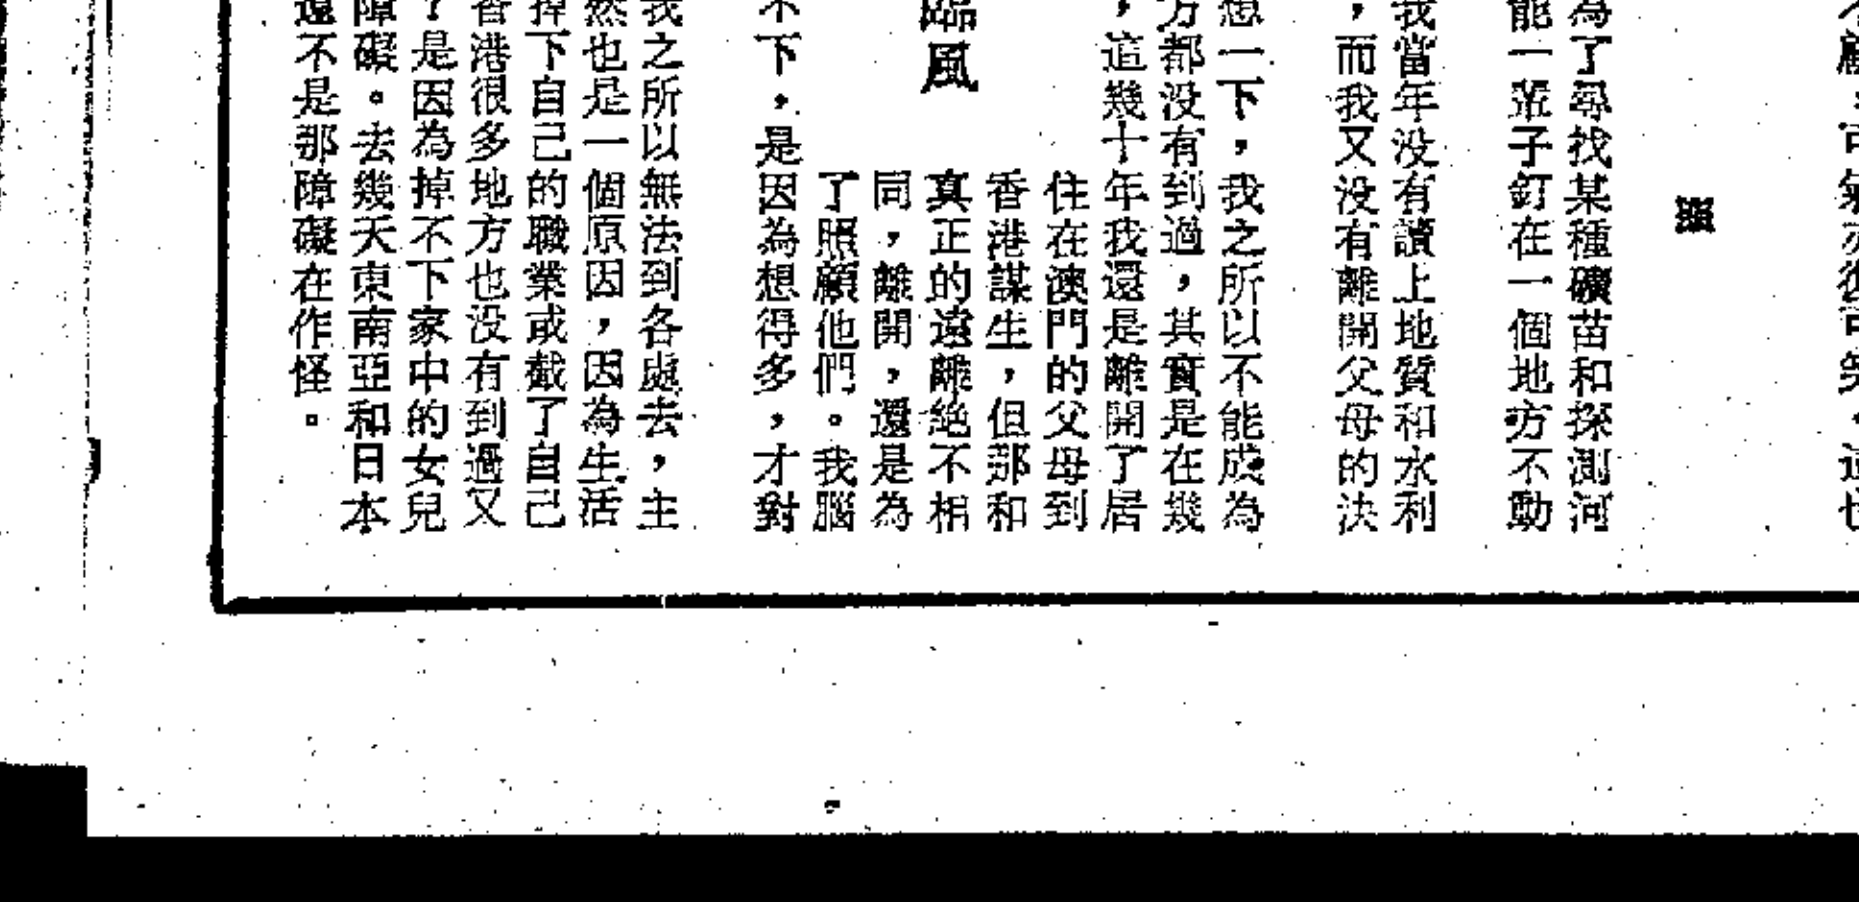 為了尋找某種礦苗和探測河
能一輩子釘在一個地方不動
我當年没有讀上地質和水利
，而我又没有離開父母的決
想一下，我之所以不能成為
方都没有到過，其實是在幾
，這幾十年我還是離開了居
住在澳門的父母到
香港謀生，但那和
真正的遠離絕不相
同，離開，還是為
了照顧他們。我腦
臨風
不下，是因為想得多，才對
我之所以無法到各處去，主
然也是一個原因，因為生活
掉下自己的職業或戲了自己
香港很多地方也没有到過又
？是因為掉不下家中的女兒
障礙。去幾天東南亞和日本
還不是那障礙在作怪。